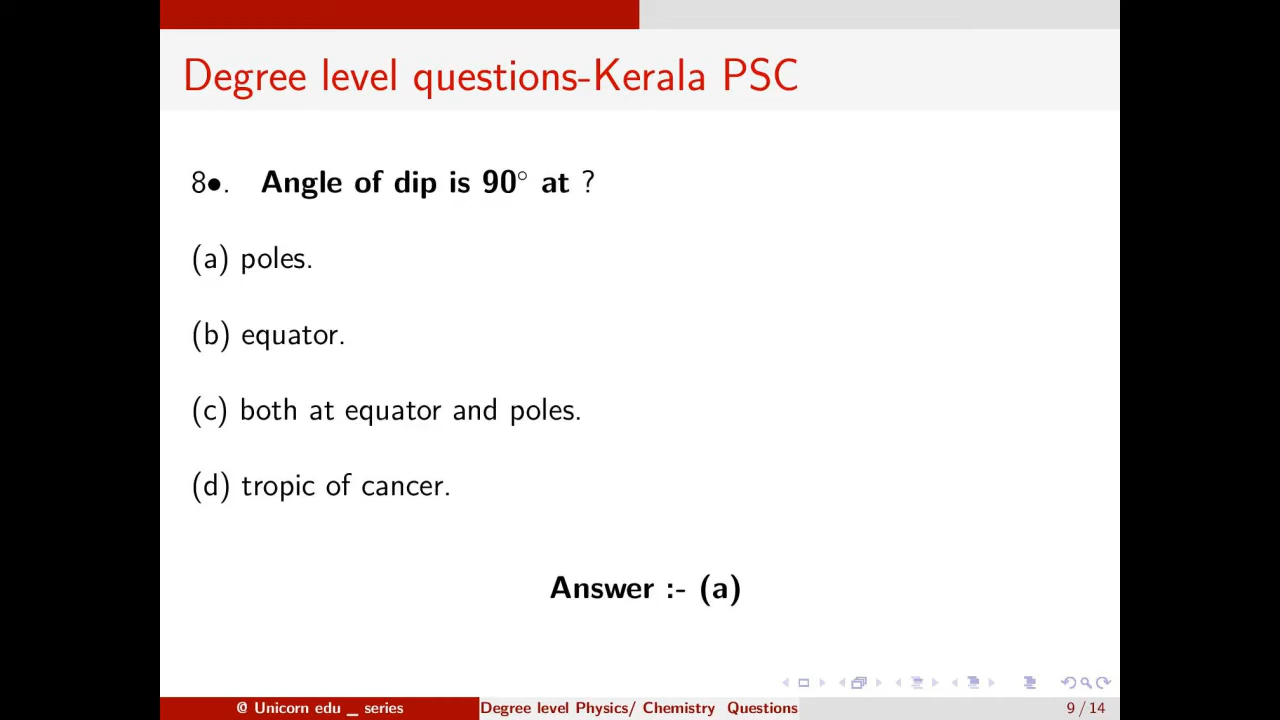 Degree level questions-Kerala PSC
8•. Angle of dip is 90° at ?
(a) poles.
(b) equator.
(c) both at equator and poles.
(d) tropic of cancer.
Answer :- (a)
@ Unicorn edu _ series
Degree level Physics/ Chemistry Questions
9 / 14